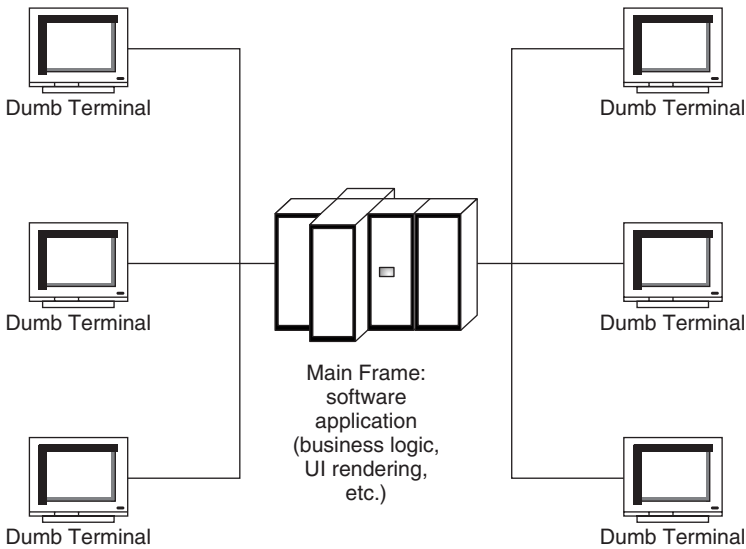 Dumb Terminal
Dumb Terminal
Dumb Terminal
Dumb Terminal
Main Frame:
software
application
(business logic,
UI rendering,
etc.)
Dumb Terminal
Dumb Terminal